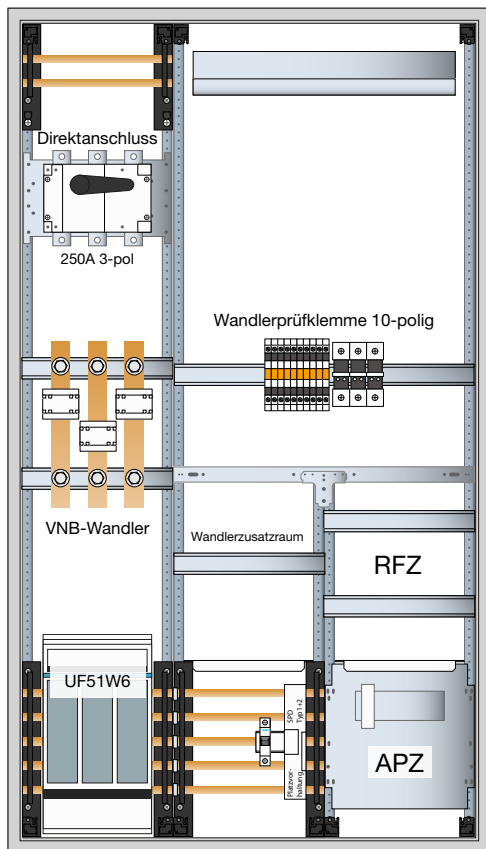 Direktanschluss
250A 3-pol
Wandlerprüfklemme 10-polig
VNB-Wandler
Wandlerzusatzraum
RFZ
UF51W6
SPD
Typ1+2
Platzvor-
haltung
APZ